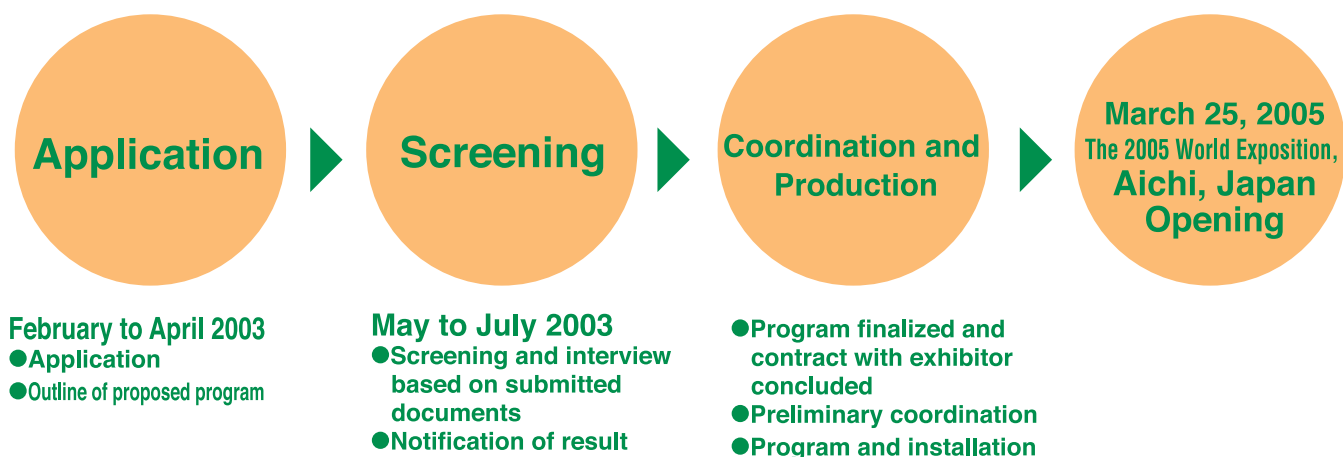 Application
Screening
Coordination and
Production
March 25, 2005
The 2005 World Exposition,
Aichi, Japan
Opening
February to April 2003
●Application
●Outline of proposed program
May to July 2003
●Screening and interview
based on submitted
documents
●Notification of result
●Program finalized and
contract with exhibitor
concluded
●Preliminary coordination
●Program and installation